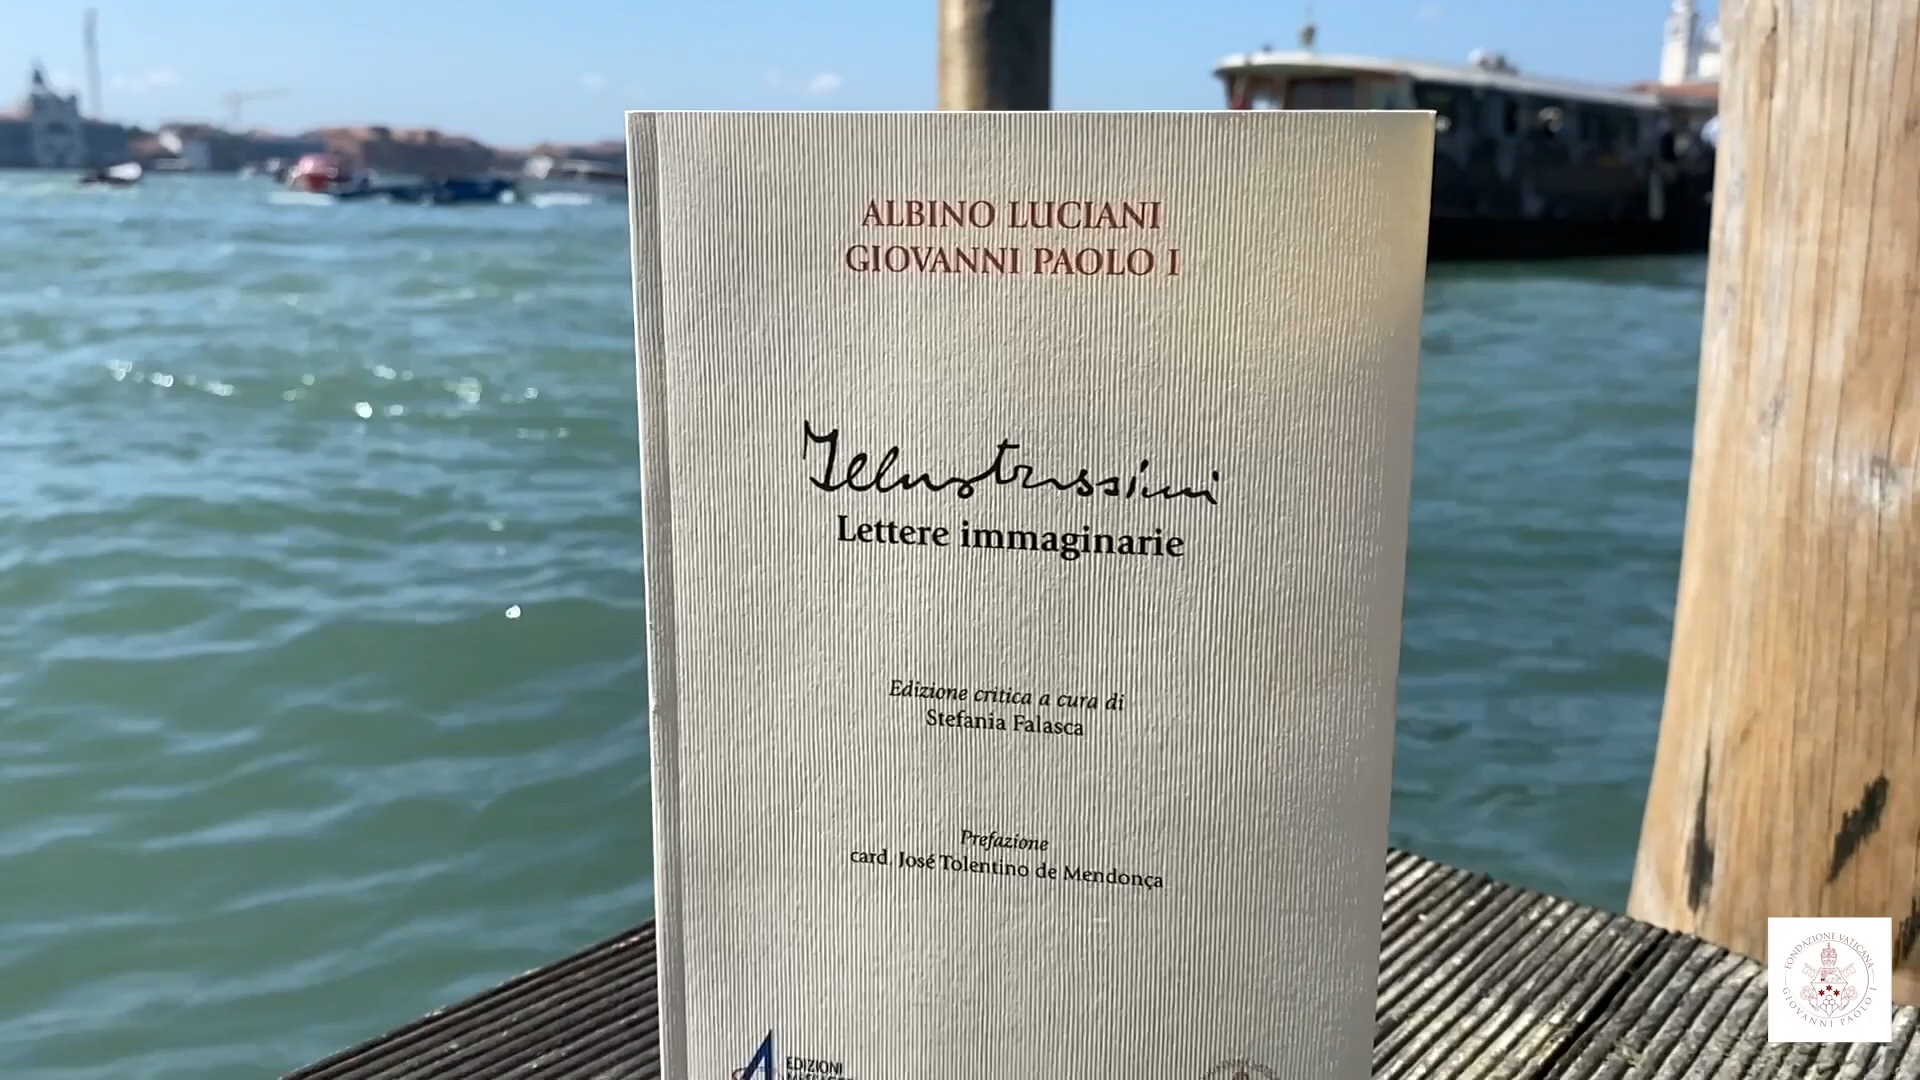 ALBINO LUCIANI
GIOVANNI PAOLO I
Illustrissimi
Lettere immaginarie
Edizione critica a cura di
Stefania Falasca
Prefazione
card. José Tolentino de Mendonça
EDIZIONI
FONDAZIONE VATICANA
GIOVANNI PAOLO I